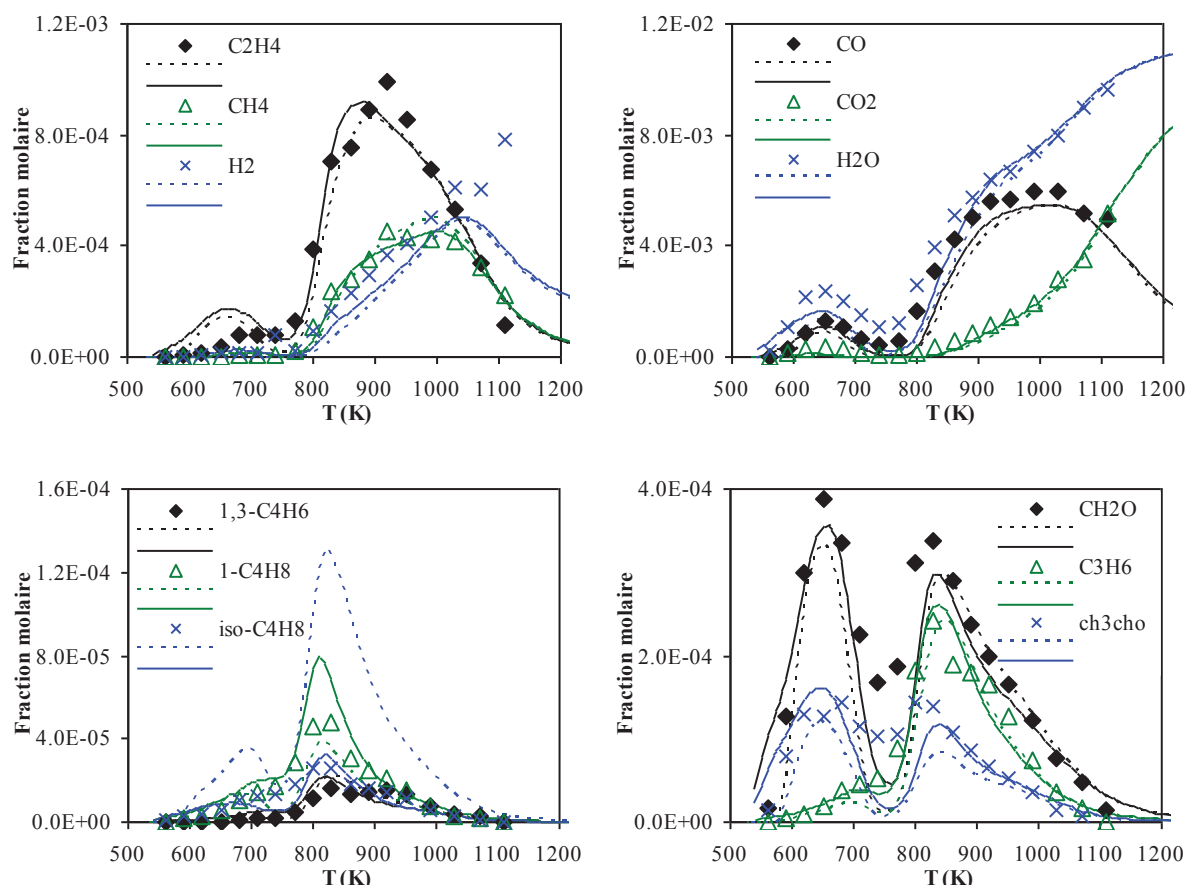 1.2E-03
8.0E-04
4.0E-04
0.0E+00
Fraction molaire
C2H4
CH4
H2
500 600 700 800 900 1000 1100 1200
T (K)
1.2E-02
8.0E-03
4.0E-03
0.0E+00
Fraction molaire
CO
CO2
H2O
500 600 700 800 900 1000 1100 1200
T (K)
1.6E-04
1.2E-04
8.0E-05
4.0E-05
0.0E+00
Fraction molaire
1,3-C4H6
1-C4H8
iso-C4H8
500 600 700 800 900 1000 1100 1200
T (K)
4.0E-04
2.0E-04
0.0E+00
Fraction molaire
CH2O
C3H6
ch3cho
500 600 700 800 900 1000 1100 1200
T (K)